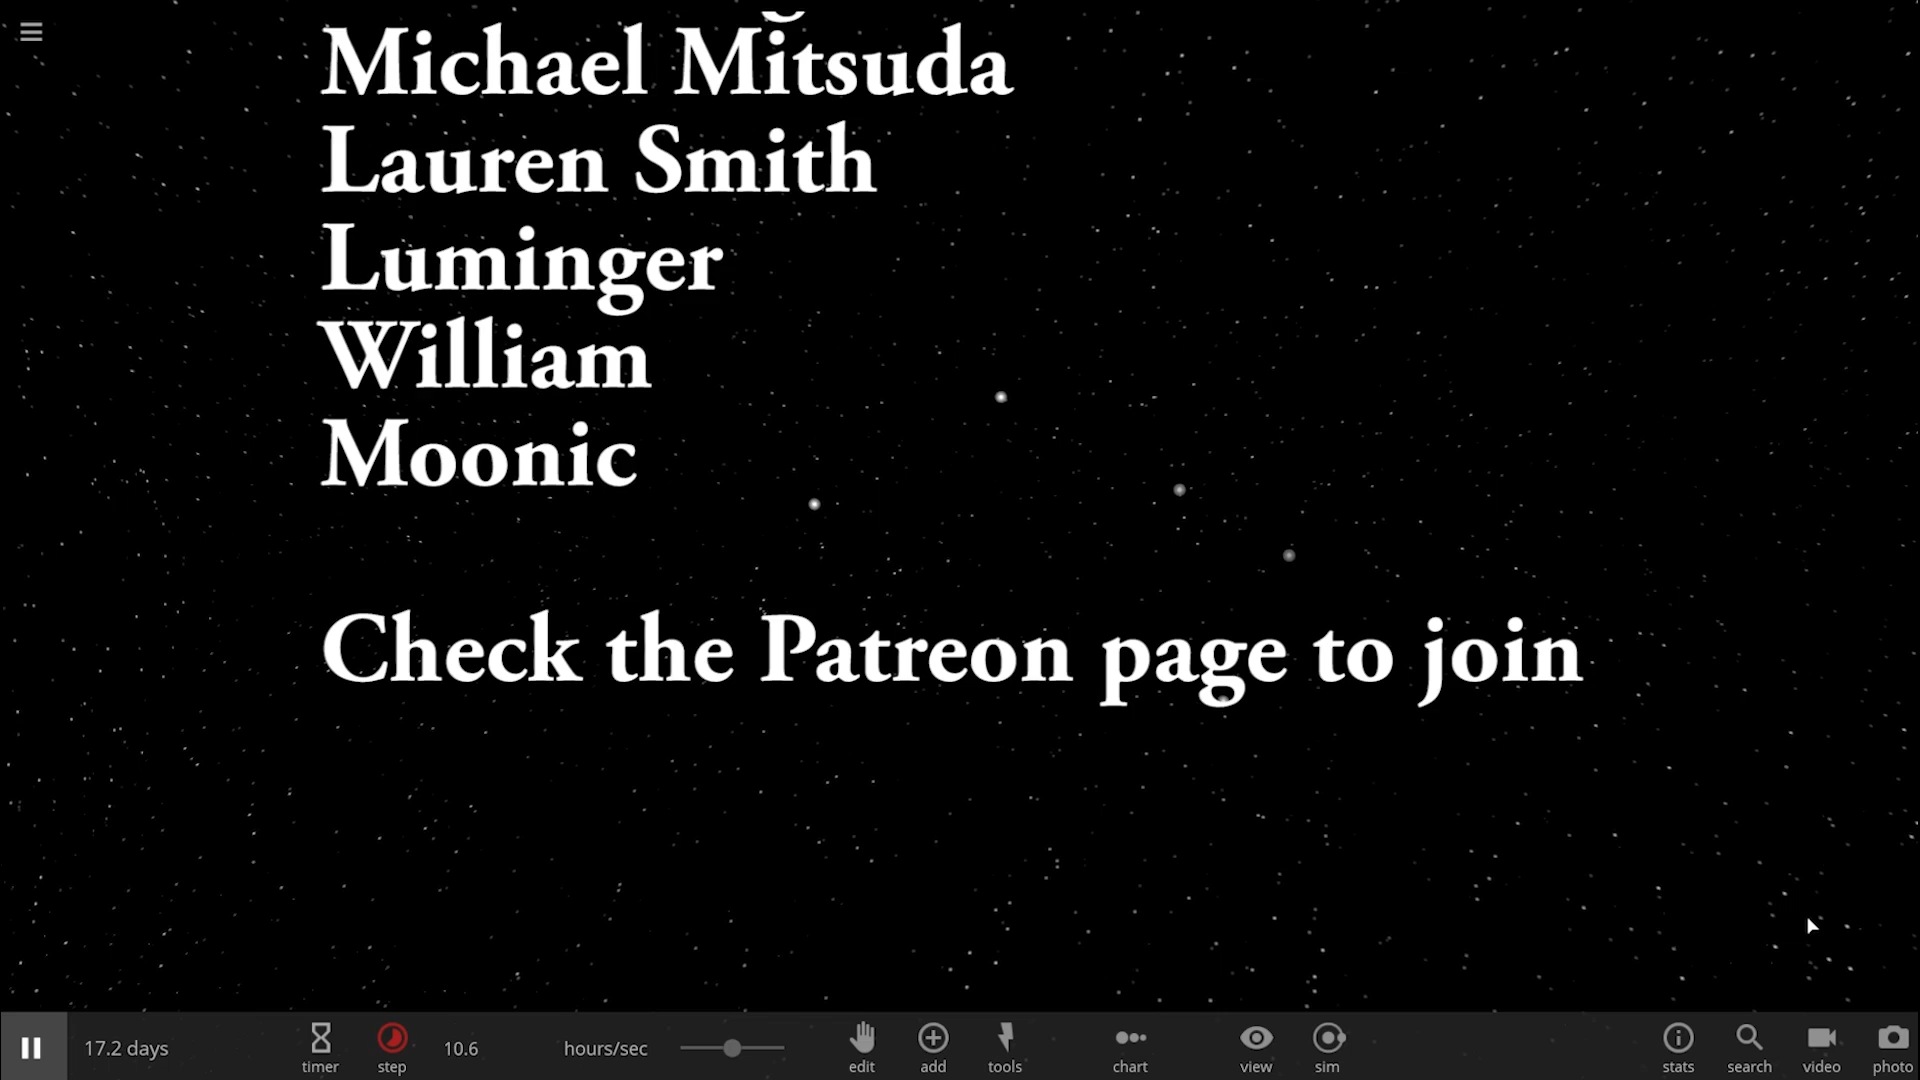 Michael Mitsuda
Lauren Smith
Luminger
William
Moonic
Check the Patreon page to join
17.2 days
timer
step
10.6
hours/sec
edit
add
tools
chart
view
sim
stats
search
video
photo